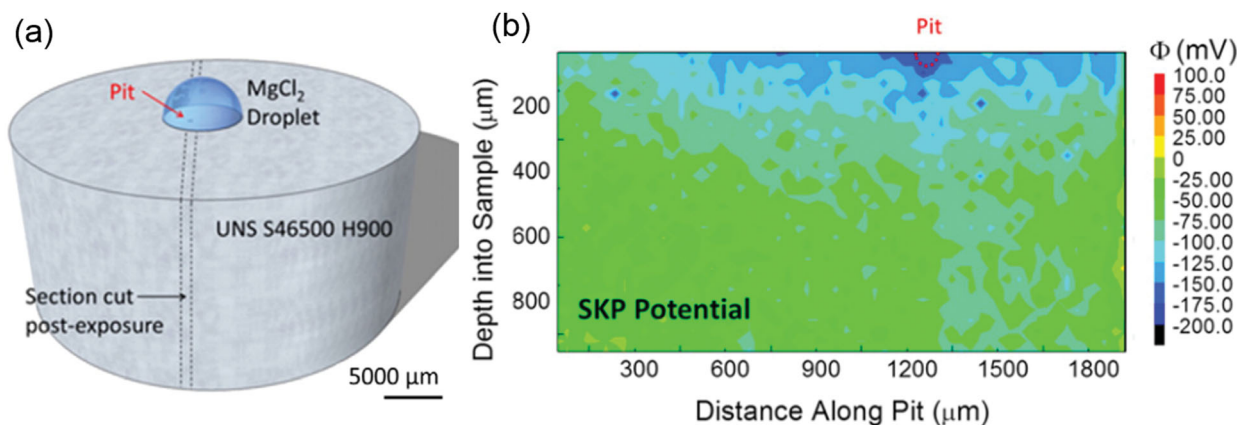 (a)
Pit
MgCl₂
Droplet
UNS S46500 H900
Section cut
post-exposure
5000 μm
(b)
Pit
Depth into Sample (μm)
200
400
600
800
SKP Potential
300
600
900
1200
1500
1800
Distance Along Pit (μm)
Φ (mV)
100.0
75.00
50.00
25.00
0
-25.00
-50.00
-75.00
-100.0
-125.0
-150.0
-175.0
-200.0